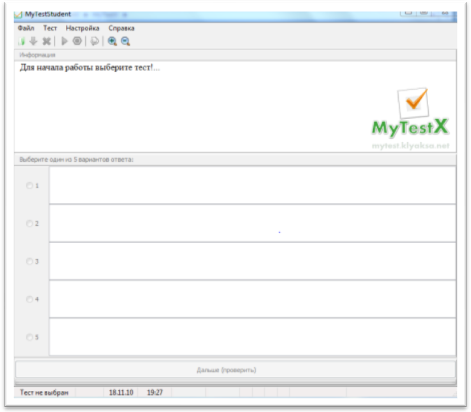 MyTestStudent
Файл Тест Настройка Справка
Информация
Для начала работы выберите тест!...
MyTestX
mytest.klyaksa.net
Выберите один из 5 вариантов ответа:
1
2
3
4
5
Дальше (проверить)
Тест не выбран 18.11.10 19:27